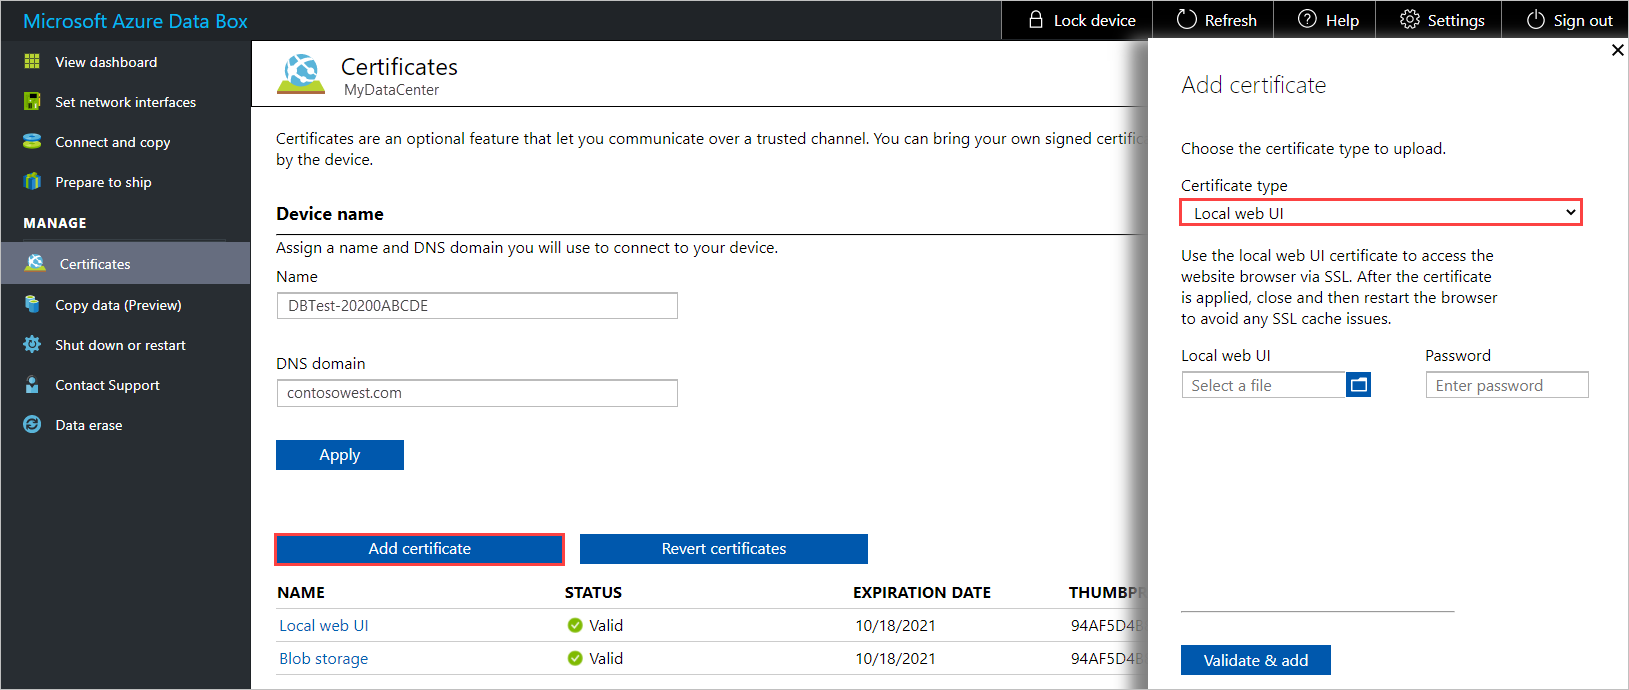 Microsoft Azure Data Box
Lock device
Refresh
Help
Settings
Sign out
View dashboard
Set network interfaces
Connect and copy
Prepare to ship
MANAGE
Certificates
Copy data (Preview)
Shut down or restart
Contact Support
Data erase
Certificates
MyDataCenter
Certificates are an optional feature that let you communicate over a trusted channel. You can bring your own signed
by the device.
Device name
Assign a name and DNS domain you will use to connect to your device.
Name
DBTest-20200ABCDE
DNS domain
contosowest.com
Apply
Add certificate
Revert certificates
NAME STATUS EXPIRATION DATE
Local web UI Valid 10/18/2021 94AF5D4B
Blob storage Valid 10/18/2021 94AF5D4B
Add certificate
Choose the certificate type to upload.
Certificate type
Local web UI
Use the local web UI certificate to access the
website browser via SSL. After the certificate
is applied, close and then restart the browser
to avoid any SSL cache issues.
Local web UI
Select a file
Password
Enter password
Validate & add